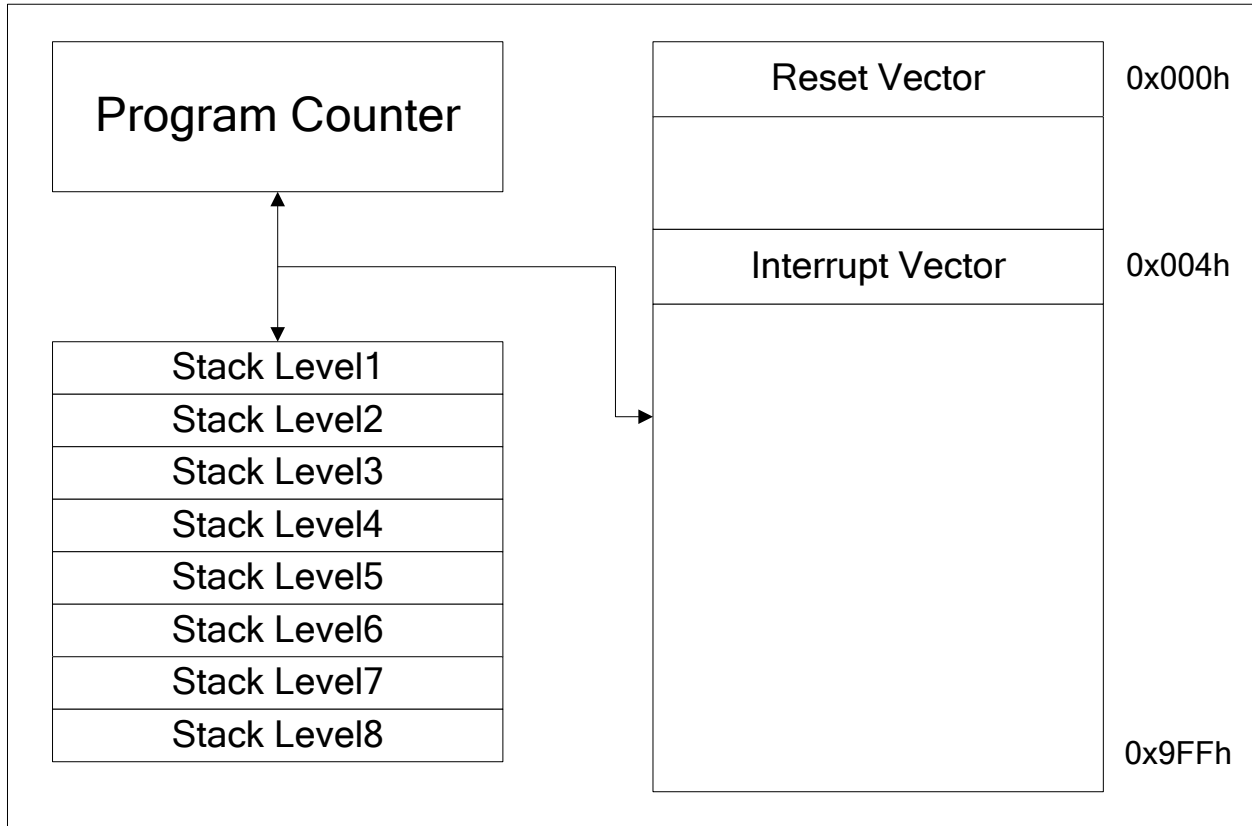 Program Counter
Stack Level1
Stack Level2
Stack Level3
Stack Level4
Stack Level5
Stack Level6
Stack Level7
Stack Level8
Reset Vector 0x000h
Interrupt Vector 0x004h
0x9FFh